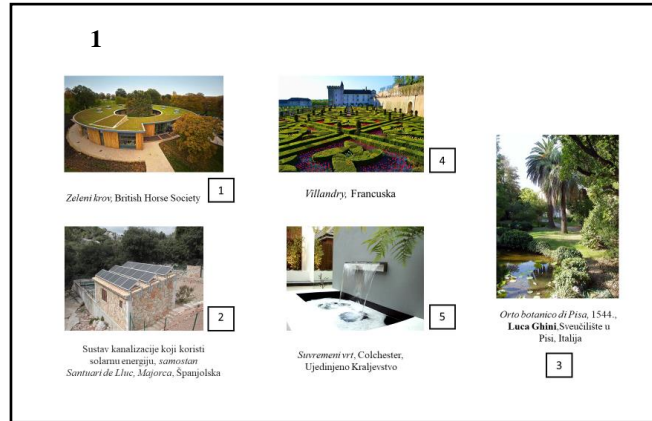 1
Zeleni krov, British Horse Society
1
Villandry, Francuska
4
Sustav kanalizacije koji koristi
solarnu energiju, samostan
Santuari de Lluc, Majorca, Španjolska
2
Suvremeni vrt, Colchester,
Ujedinjeno Kraljevstvo
5
Orto botanico di Pisa, 1544.,
Luca Ghini,Sveučilište u
Pisi, Italija
3